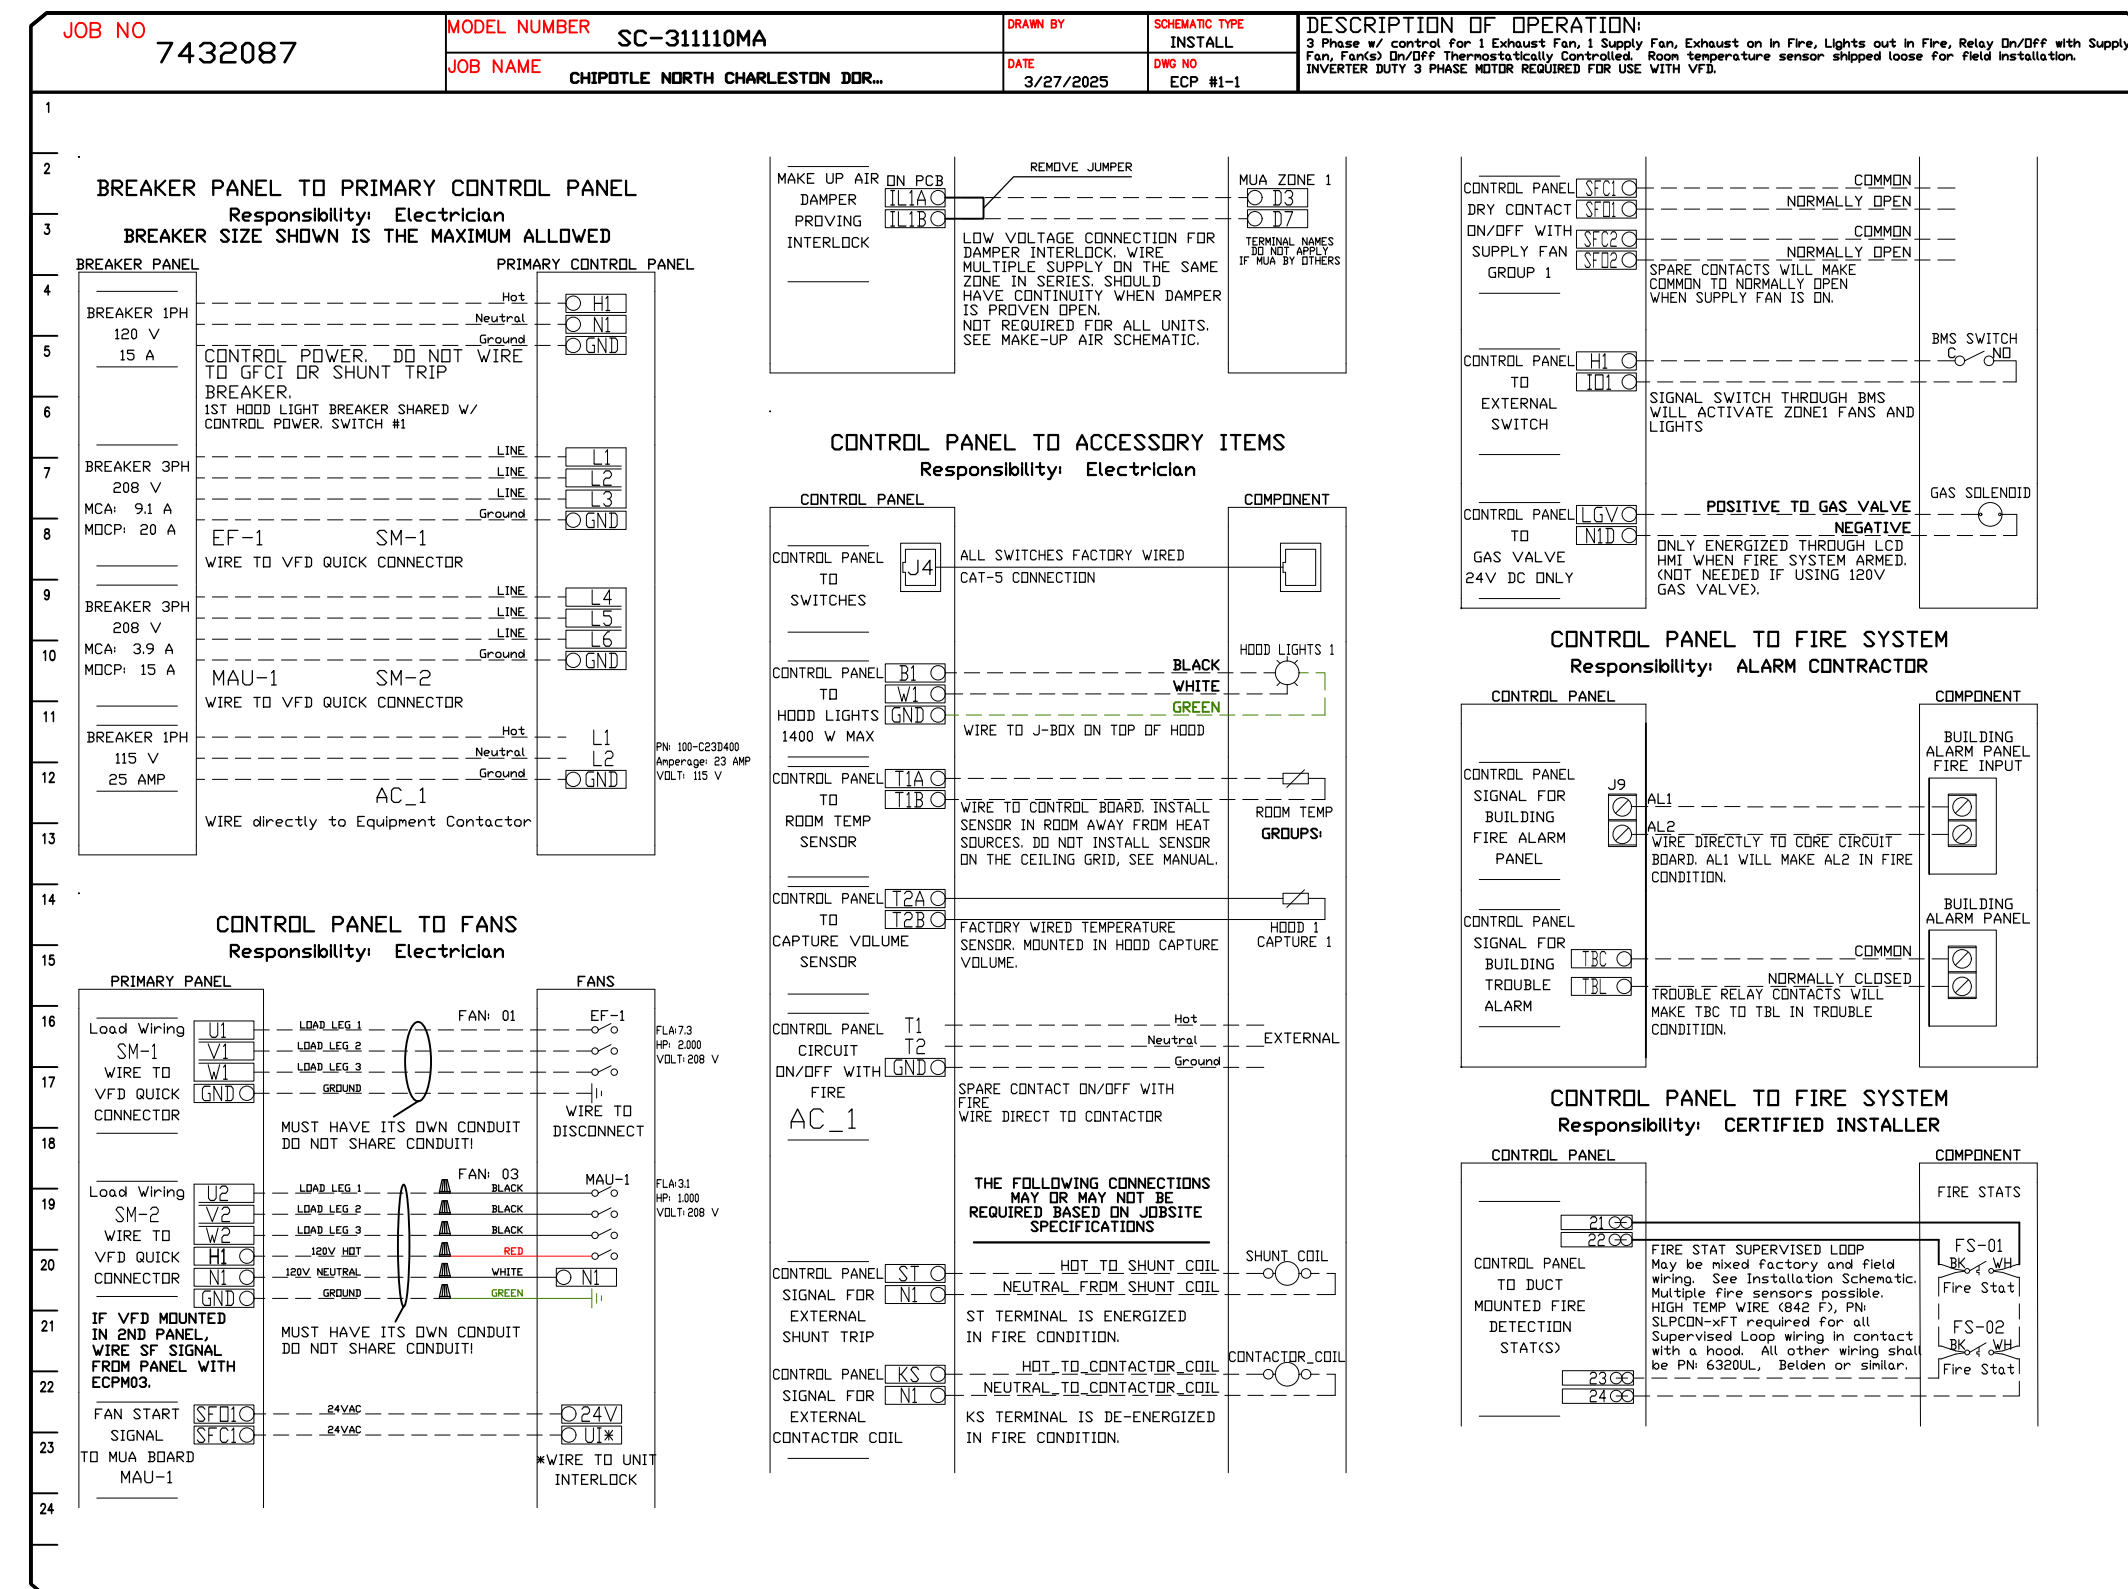 JOB NO
7432087
MODEL NUMBER
SC-311110MA
JOB NAME
CHIPOTLE NORTH CHARLESTON DOR...
DRAWN BY
DATE
3/27/2025
SCHEMATIC TYPE
INSTALL
DWG NO
ECP #1-1
DESCRIPTION OF OPERATION:
3 Phase w/ control for 1 Exhaust Fan, 1 Supply Fan, Exhaust on in Fire, Lights out in Fire, Relay On/Off with Supply
Fan, Fan(s) On/Off Thermostatically Controlled. Room temperature sensor shipped loose for field installation.
INVERTER DUTY 3 PHASE MOTOR REQUIRED FOR USE WITH VFD.
1
2
3
4
5
6
7
8
9
10
11
12
13
14
15
16
17
18
19
20
21
22
23
24
BREAKER PANEL TO PRIMARY CONTROL PANEL
Responsibility: Electrician
BREAKER SIZE SHOWN IS THE MAXIMUM ALLOWED
BREAKER PANEL
PRIMARY CONTROL PANEL
BREAKER 1PH
120 V
15 A
Hot
H1
Neutral
N1
Ground
GND
CONTROL POWER. DO NOT WIRE
TO GFCI OR SHUNT TRIP
BREAKER.
1ST HOOD LIGHT BREAKER SHARED W/
CONTROL POWER. SWITCH #1
BREAKER 3PH
208 V
MCA: 9.1 A
MOCP: 20 A
LINE
L1
LINE
L2
LINE
L3
Ground
GND
EF-1
SM-1
WIRE TO VFD QUICK CONNECTOR
BREAKER 3PH
208 V
MCA: 3.9 A
MOCP: 15 A
LINE
L4
LINE
L5
LINE
L6
Ground
GND
MAU-1
SM-2
WIRE TO VFD QUICK CONNECTOR
BREAKER 1PH
115 V
25 AMP
Hot
L1
Neutral
L2
Ground
GND
PN: 100-C23D400
Amperage: 23 AMP
VOLT: 115 V
AC_1
WIRE directly to Equipment Contactor
CONTROL PANEL TO FANS
Responsibility: Electrician
PRIMARY PANEL
FANS
Load Wiring
SM-1
WIRE TO
VFD QUICK
CONNECTOR
U1
V1
W1
GND
LOAD LEG 1
LOAD LEG 2
LOAD LEG 3
GROUND
FAN: 01
EF-1
FLA:7.3
HP: 2.000
VOLT: 208 V
MUST HAVE ITS OWN CONDUIT
DO NOT SHARE CONDUIT!
WIRE TO
DISCONNECT
Load Wiring
SM-2
WIRE TO
VFD QUICK
CONNECTOR
U2
V2
W2
H1
N1
GND
LOAD LEG 1
LOAD LEG 2
LOAD LEG 3
120V HOT
120V NEUTRAL
GROUND
FAN: 03
BLACK
BLACK
BLACK
RED
WHITE
GREEN
MAU-1
N1
FLA:3.1
HP: 1.000
VOLT: 208 V
IF VFD MOUNTED
IN 2ND PANEL,
WIRE SF SIGNAL
FROM PANEL WITH
ECPM03.
MUST HAVE ITS OWN CONDUIT
DO NOT SHARE CONDUIT!
FAN START
SIGNAL
TO MUA BOARD
MAU-1
SFO1
SFC1
24VAC
24VAC
24V
UI*
*WIRE TO UNIT
INTERLOCK
MAKE UP AIR
DAMPER
PROVING
INTERLOCK
ON PCB
IL1A
IL1B
REMOVE JUMPER
MUA ZONE 1
D3
D7
TERMINAL NAMES
DO NOT APPLY
IF MUA BY OTHERS
LOW VOLTAGE CONNECTION FOR
DAMPER INTERLOCK. WIRE
MULTIPLE SUPPLY ON THE SAME
ZONE IN SERIES. SHOULD
HAVE CONTINUITY WHEN DAMPER
IS PROVEN OPEN.
NOT REQUIRED FOR ALL UNITS.
SEE MAKE-UP AIR SCHEMATIC.
CONTROL PANEL TO ACCESSORY ITEMS
Responsibility: Electrician
CONTROL PANEL
COMPONENT
CONTROL PANEL
TO
SWITCHES
J4
ALL SWITCHES FACTORY WIRED
CAT-5 CONNECTION
CONTROL PANEL
TO
HOOD LIGHTS
1400 W MAX
B1
W1
GND
BLACK
WHITE
GREEN
HOOD LIGHTS 1
WIRE TO J-BOX ON TOP OF HOOD
CONTROL PANEL
TO
ROOM TEMP
SENSOR
T1A
T1B
WIRE TO CONTROL BOARD. INSTALL
SENSOR IN ROOM AWAY FROM HEAT
SOURCES. DO NOT INSTALL SENSOR
ON THE CEILING GRID, SEE MANUAL.
ROOM TEMP
GROUPS:
CONTROL PANEL
TO
CAPTURE VOLUME
SENSOR
T2A
T2B
FACTORY WIRED TEMPERATURE
SENSOR. MOUNTED IN HOOD CAPTURE
VOLUME.
HOOD 1
CAPTURE 1
CONTROL PANEL
CIRCUIT
ON/OFF WITH
FIRE
AC_1
T1
T2
GND
Hot
Neutral
Ground
EXTERNAL
SPARE CONTACT ON/OFF WITH
FIRE
WIRE DIRECT TO CONTACTOR
THE FOLLOWING CONNECTIONS
MAY OR MAY NOT BE
REQUIRED BASED ON JOBSITE
SPECIFICATIONS
CONTROL PANEL
SIGNAL FOR
EXTERNAL
SHUNT TRIP
ST
N1
HOT TO SHUNT COIL
NEUTRAL FROM SHUNT COIL
SHUNT COIL
ST TERMINAL IS ENERGIZED
IN FIRE CONDITION.
CONTROL PANEL
SIGNAL FOR
EXTERNAL
CONTACTOR COIL
KS
N1
HOT TO CONTACTOR COIL
NEUTRAL TO CONTACTOR COIL
CONTACTOR COIL
KS TERMINAL IS DE-ENERGIZED
IN FIRE CONDITION.
CONTROL PANEL
DRY CONTACT
ON/OFF WITH
SUPPLY FAN
GROUP 1
SFC1
SFO1
SFC2
SFO2
COMMON
NORMALLY OPEN
COMMON
NORMALLY OPEN
SPARE CONTACTS WILL MAKE
COMMON TO NORMALLY OPEN
WHEN SUPPLY FAN IS ON.
CONTROL PANEL
TO
EXTERNAL
SWITCH
H1
IO1
BMS SWITCH
C
NO
SIGNAL SWITCH THROUGH BMS
WILL ACTIVATE ZONE1 FANS AND
LIGHTS
CONTROL PANEL
TO
GAS VALVE
24V DC ONLY
LGV
N1D
POSITIVE TO GAS VALVE
NEGATIVE
GAS SOLENOID
ONLY ENERGIZED THROUGH LCD
HMI WHEN FIRE SYSTEM ARMED.
(NOT NEEDED IF USING 120V
GAS VALVE).
CONTROL PANEL TO FIRE SYSTEM
Responsibility: ALARM CONTRACTOR
CONTROL PANEL
COMPONENT
CONTROL PANEL
SIGNAL FOR
BUILDING
FIRE ALARM
PANEL
J9
AL1
AL2
BUILDING
ALARM PANEL
FIRE INPUT
WIRE DIRECTLY TO CORE CIRCUIT
BOARD. AL1 WILL MAKE AL2 IN FIRE
CONDITION.
CONTROL PANEL
SIGNAL FOR
BUILDING
TROUBLE
ALARM
TBC
TBL
COMMON
NORMALLY CLOSED
BUILDING
ALARM PANEL
TROUBLE RELAY CONTACTS WILL
MAKE TBC TO TBL IN TROUBLE
CONDITION.
CONTROL PANEL TO FIRE SYSTEM
Responsibility: CERTIFIED INSTALLER
CONTROL PANEL
COMPONENT
FIRE STATS
CONTROL PANEL
TO DUCT
MOUNTED FIRE
DETECTION
STAT(S)
21
22
23
24
FIRE STAT SUPERVISED LOOP
May be mixed factory and field
wiring. See Installation Schematic.
Multiple fire sensors possible.
HIGH TEMP WIRE (842 F), PN:
SLPCON-xFT required for all
Supervised Loop wiring in contact
with a hood. All other wiring shall
be PN: 6320UL, Belden or similar.
FS-01
BK
WH
Fire Stat
FS-02
BK
WH
Fire Stat